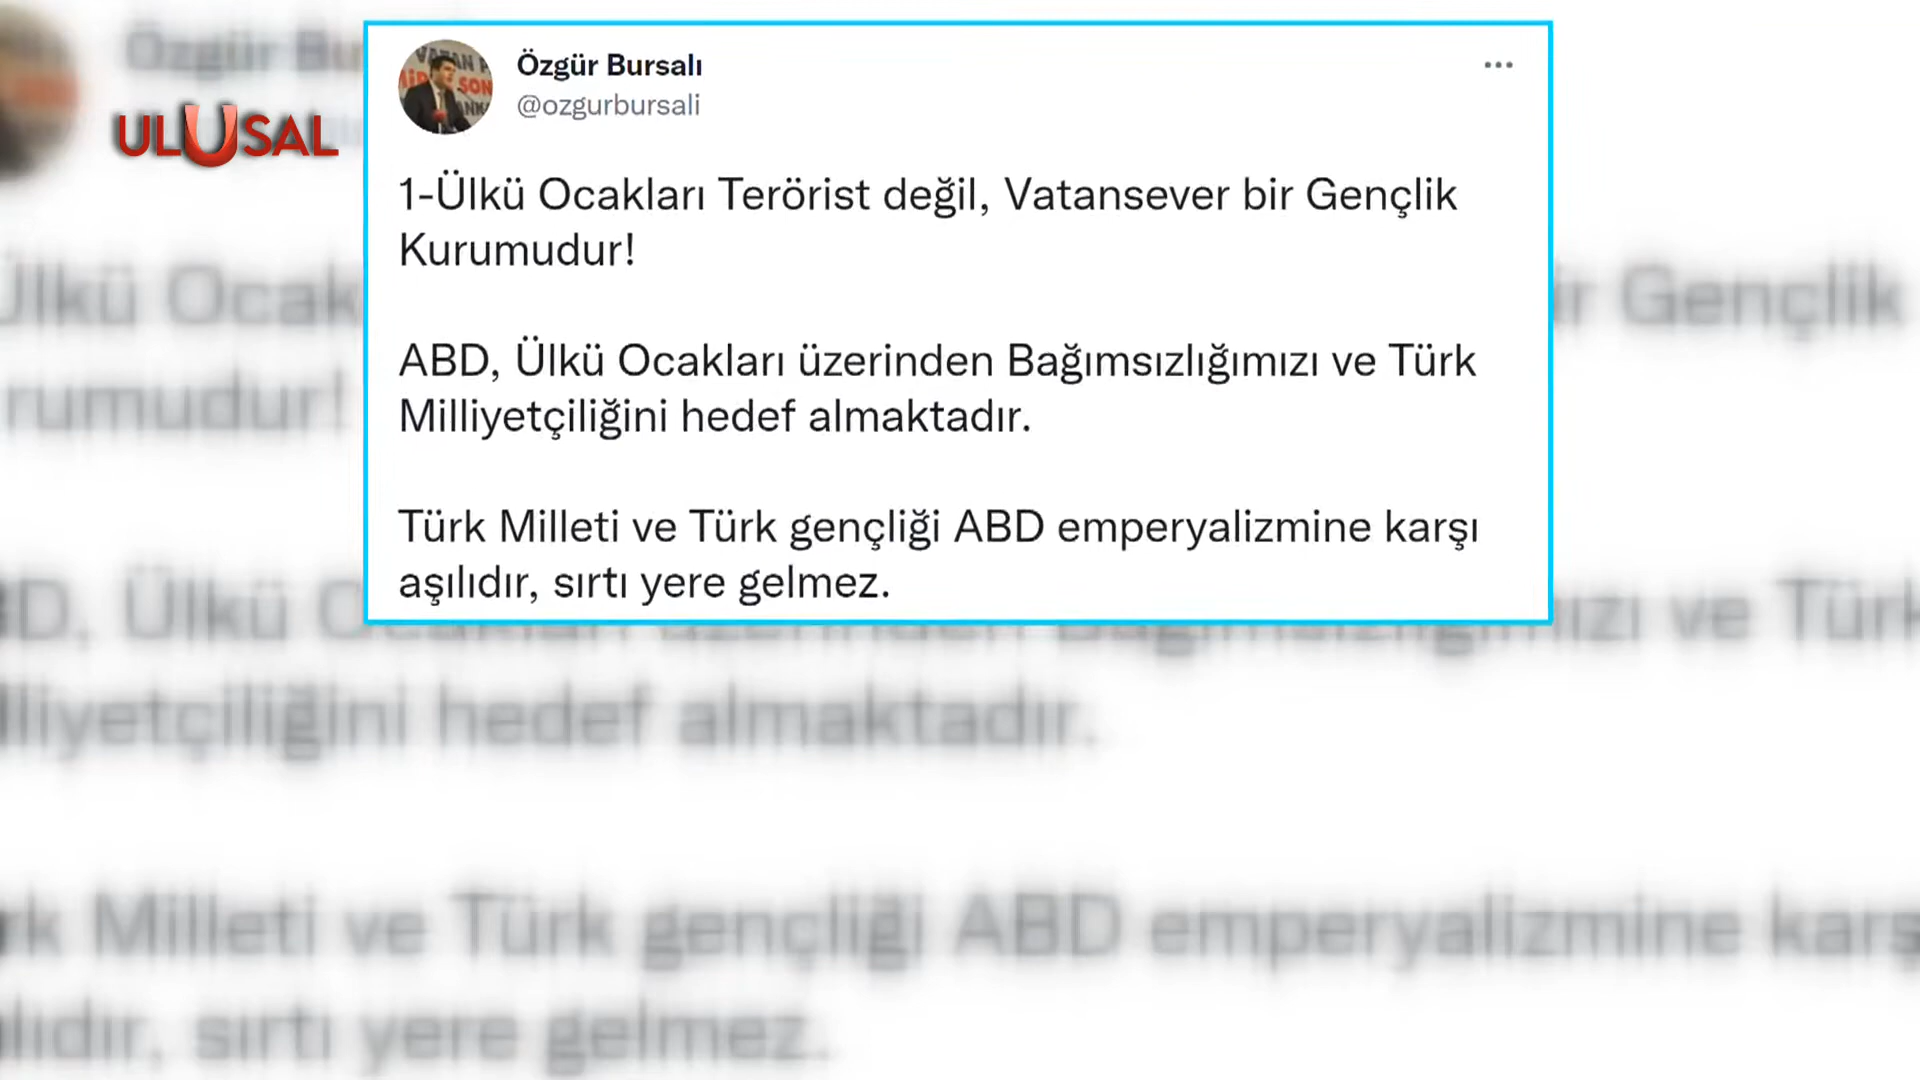 ULUSAL
Özgür Bursalı
@ozgurbursali
1-Ülkü Ocakları Terörist değil, Vatansever bir Gençlik
Kurumudur!
ABD, Ülkü Ocakları üzerinden Bağımsızlığımızı ve Türk
Milliyetçiliğini hedef almaktadır.
Türk Milleti ve Türk gençliği ABD emperyalizmine karşı
aşılıdır, sırtı yere gelmez.